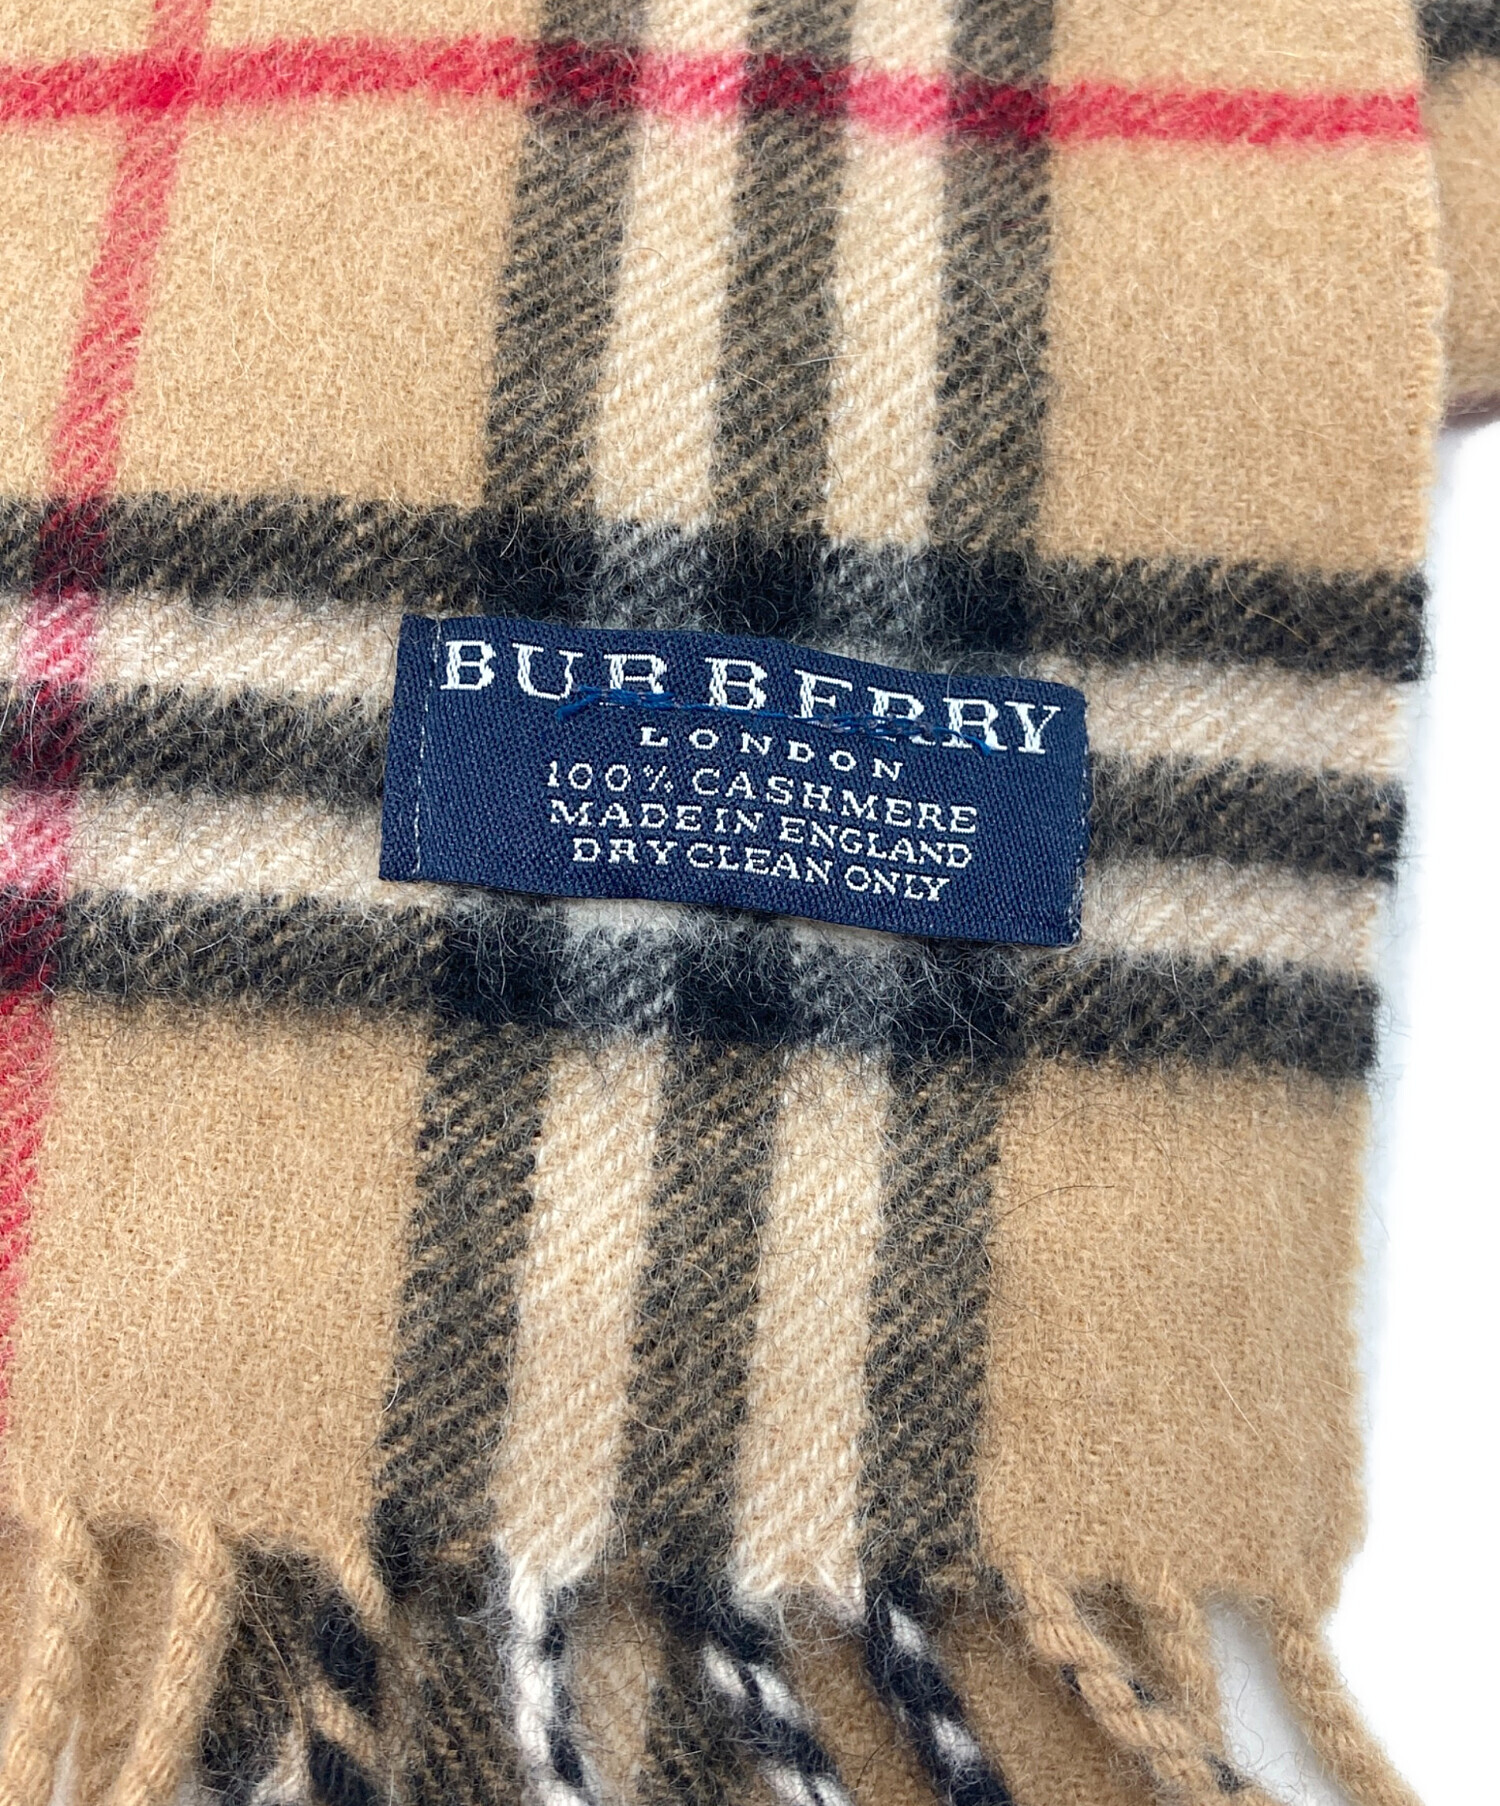 BURBERRY
LONDON
100% CASHMERE
MADE IN ENGLAND
DRY CLEAN ONLY